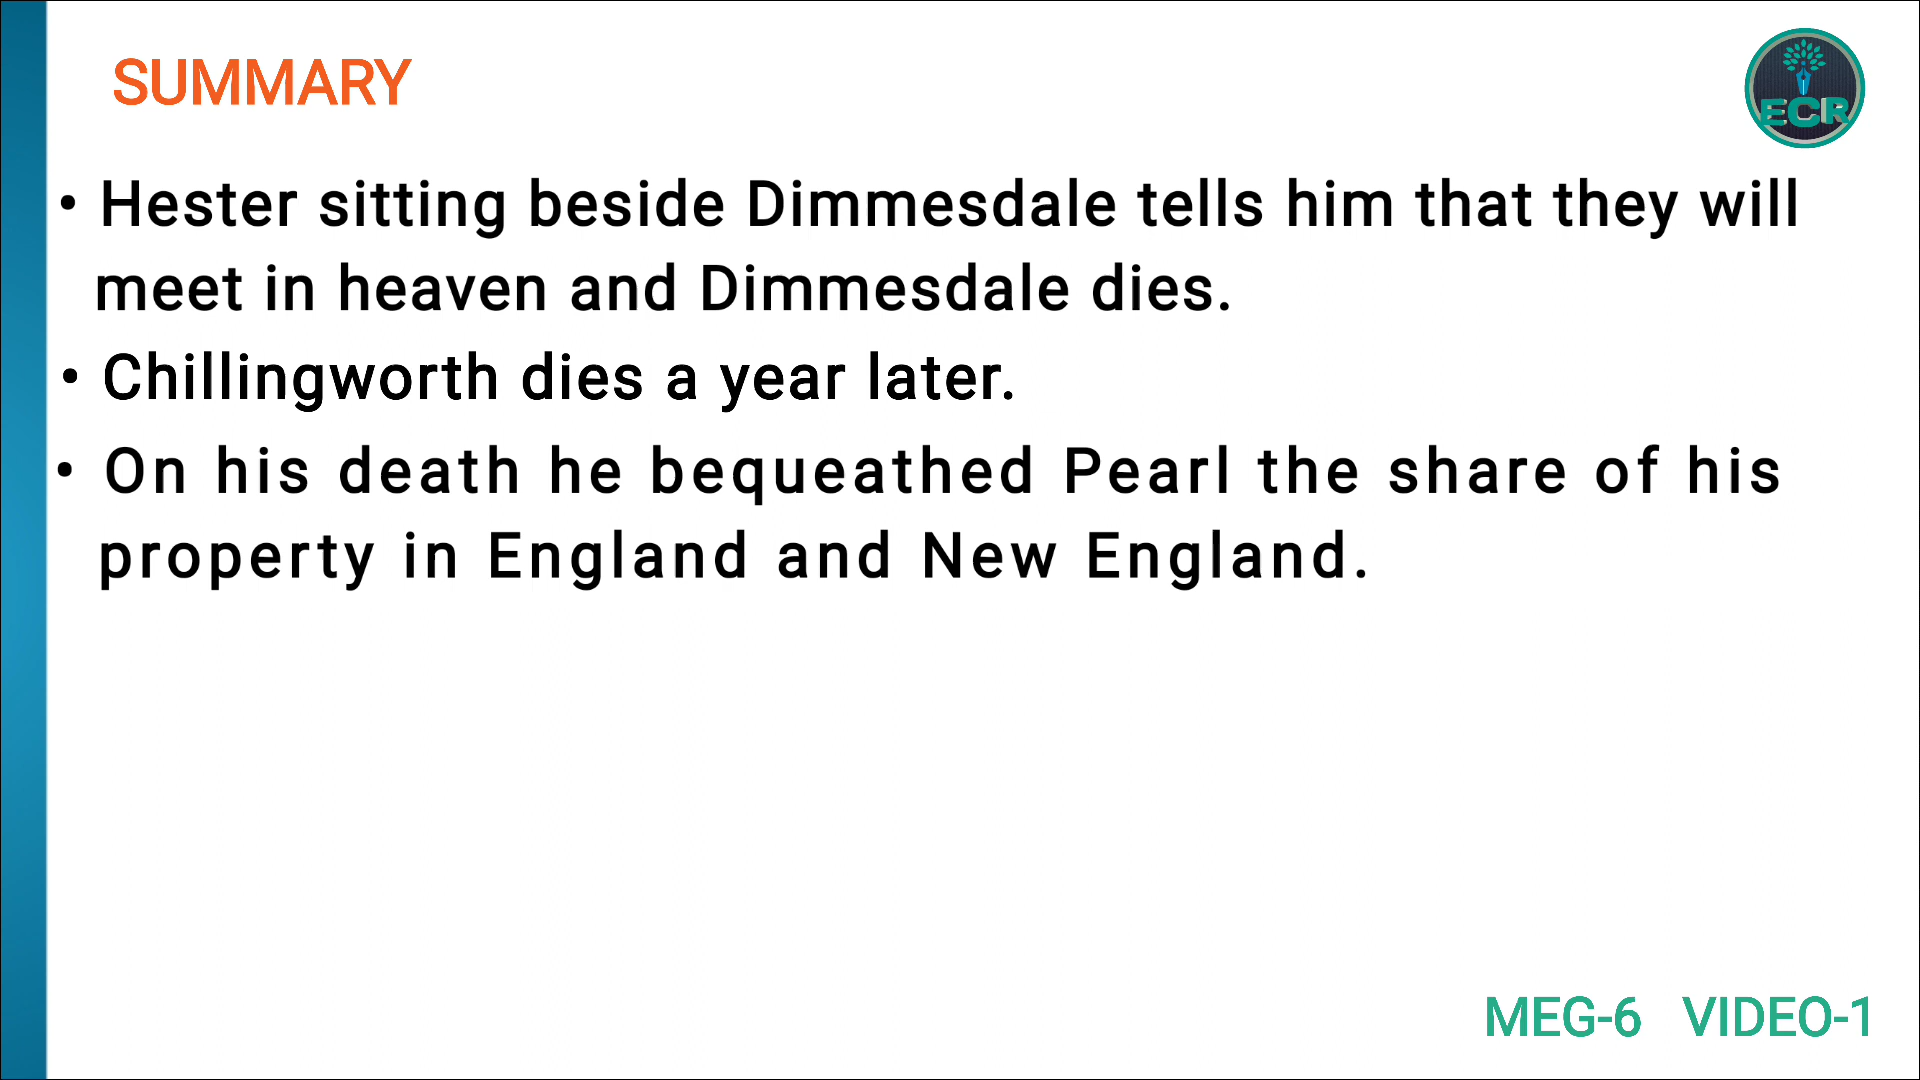 SUMMARY
ECR
• Hester sitting beside Dimmesdale tells him that they will
meet in heaven and Dimmesdale dies.
• Chillingworth dies a year later.
• On his death he bequeathed Pearl the share of his
property in England and New England.
MEG-6 VIDEO-1